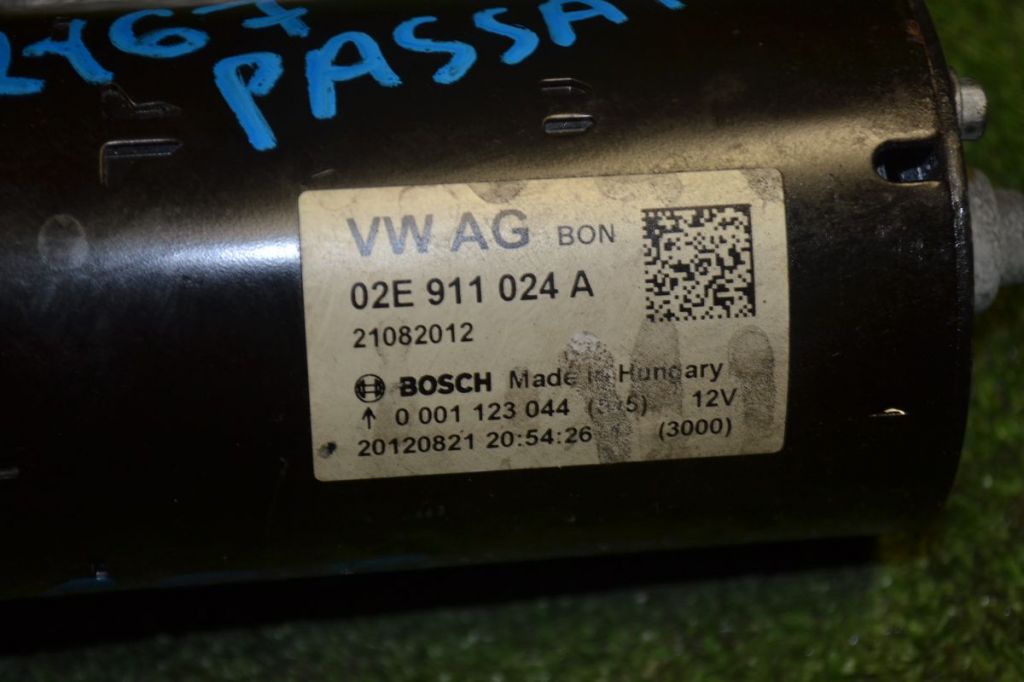 2467
PASSAT
VW AG BON
02E 911 024 A
21082012
BOSCH Made in Hungary
↑ 0 001 123 044 12V
20120821 20:54:26 (3000)